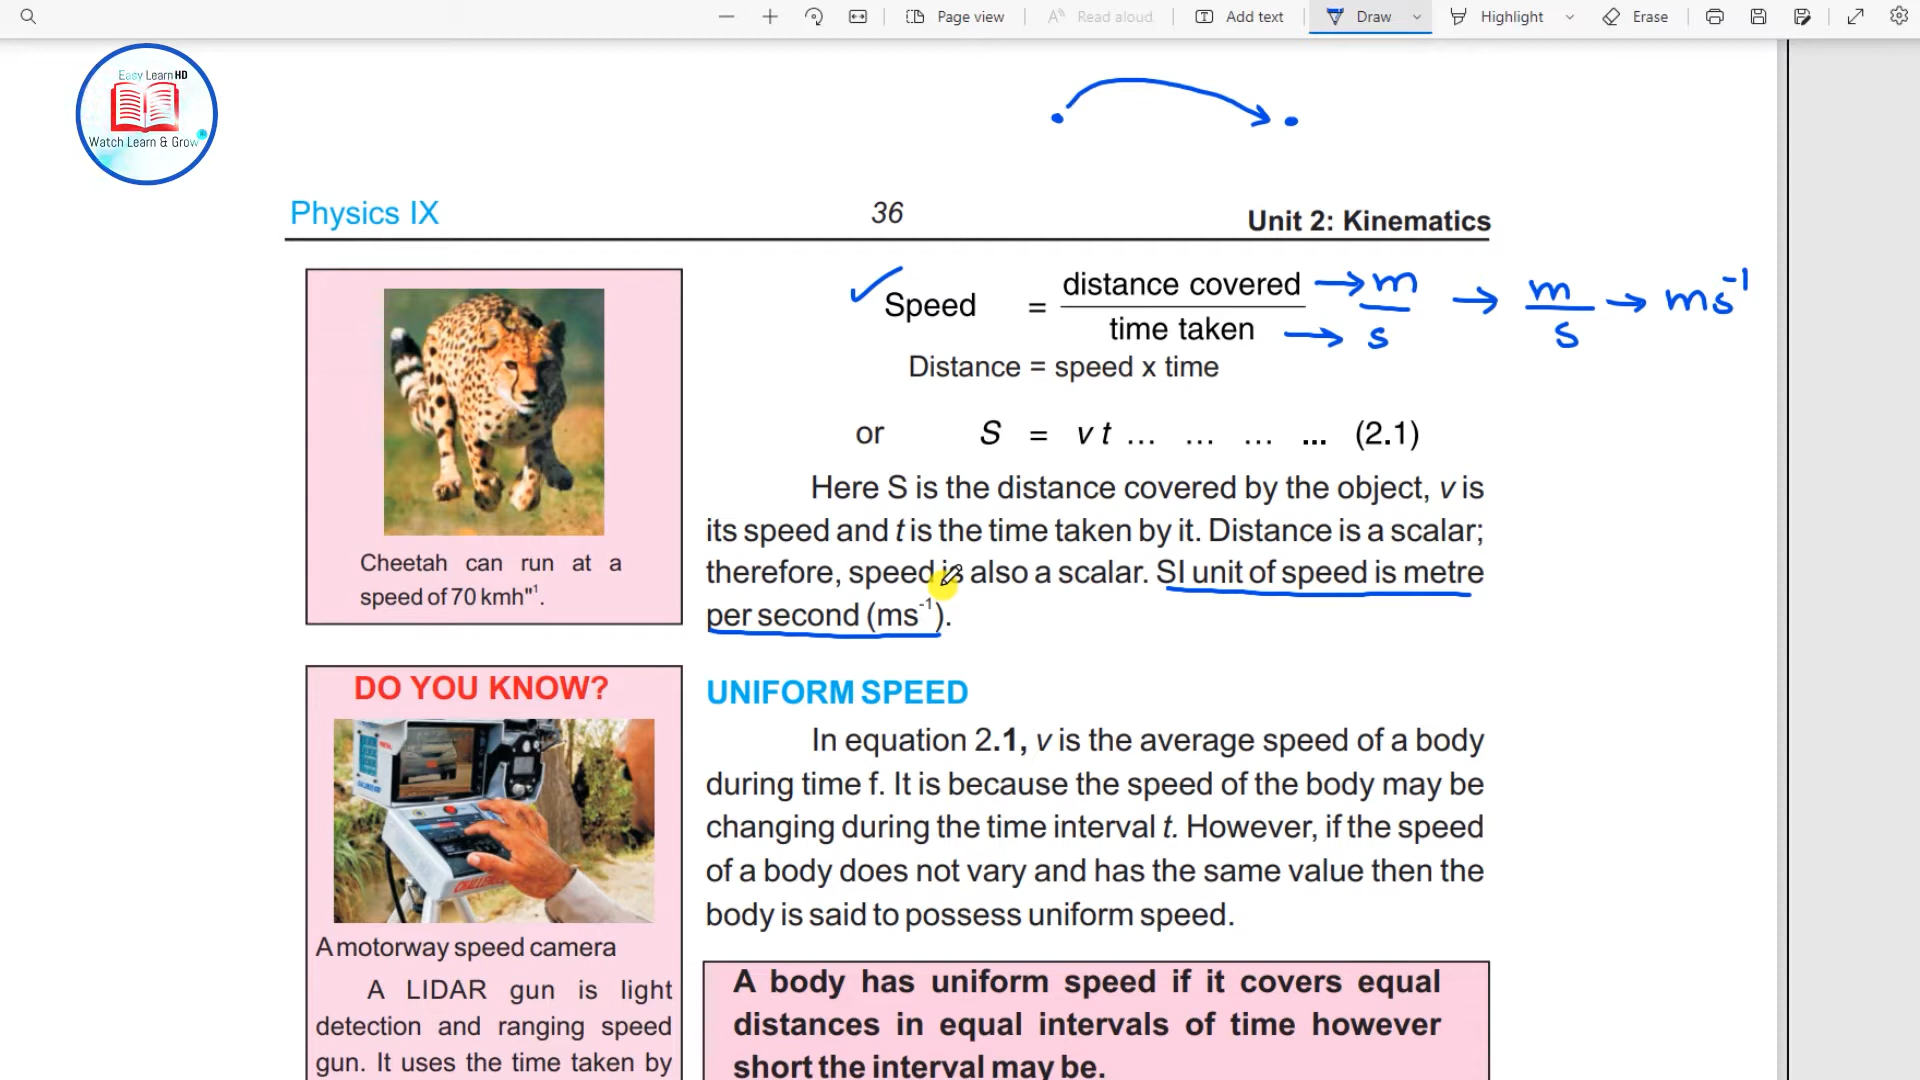 Page view
Read aloud
Add text
Draw
Highlight
Erase
Easy Learn HD
Watch Learn & Grow
Physics IX
36
Unit 2: Kinematics
Speed = distance covered → m → m → ms⁻¹
time taken → s s
Distance = speed x time
or S = v t ... ... ... ... (2.1)
Here S is the distance covered by the object, v is
its speed and t is the time taken by it. Distance is a scalar;
therefore, speed is also a scalar. SI unit of speed is metre
per second (ms⁻¹).
Cheetah can run at a
speed of 70 kmh"¹.
UNIFORM SPEED
In equation 2.1, v is the average speed of a body
during time f. It is because the speed of the body may be
changing during the time interval t. However, if the speed
of a body does not vary and has the same value then the
body is said to possess uniform speed.
A body has uniform speed if it covers equal
distances in equal intervals of time however
short the interval may be.
DO YOU KNOW?
A motorway speed camera
A LIDAR gun is light
detection and ranging speed
gun. It uses the time taken by